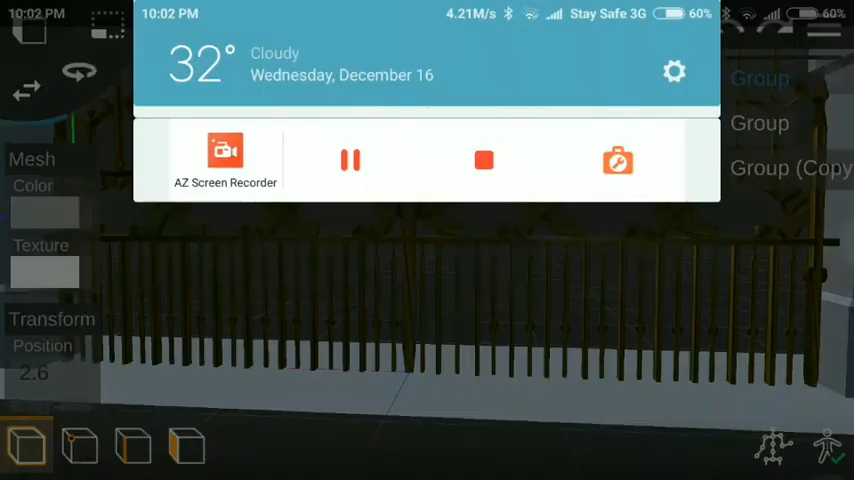 10:02 PM
10:02 PM
4.21M/s
Stay Safe 3G
60%
60%
32°
Cloudy
Wednesday, December 16
AZ Screen Recorder
Group
Group
Group (Copy
Mesh
Color
Texture
Transform
Position
2.6